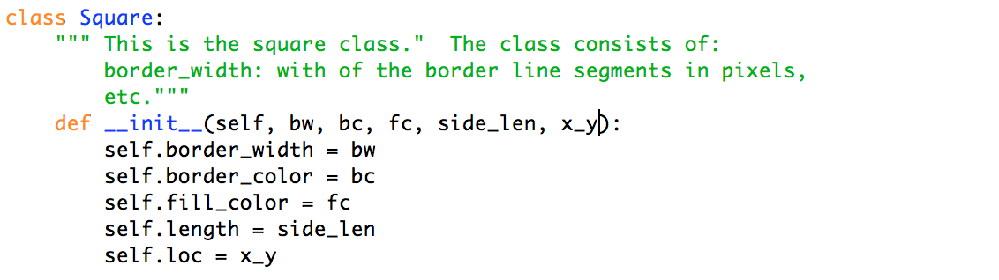 class Square:
    """ This is the square class."  The class consists of:
        border_width: with of the border line segments in pixels,
        etc."""
    def __init__(self, bw, bc, fc, side_len, x_y):
        self.border_width = bw
        self.border_color = bc
        self.fill_color = fc
        self.length = side_len
        self.loc = x_y